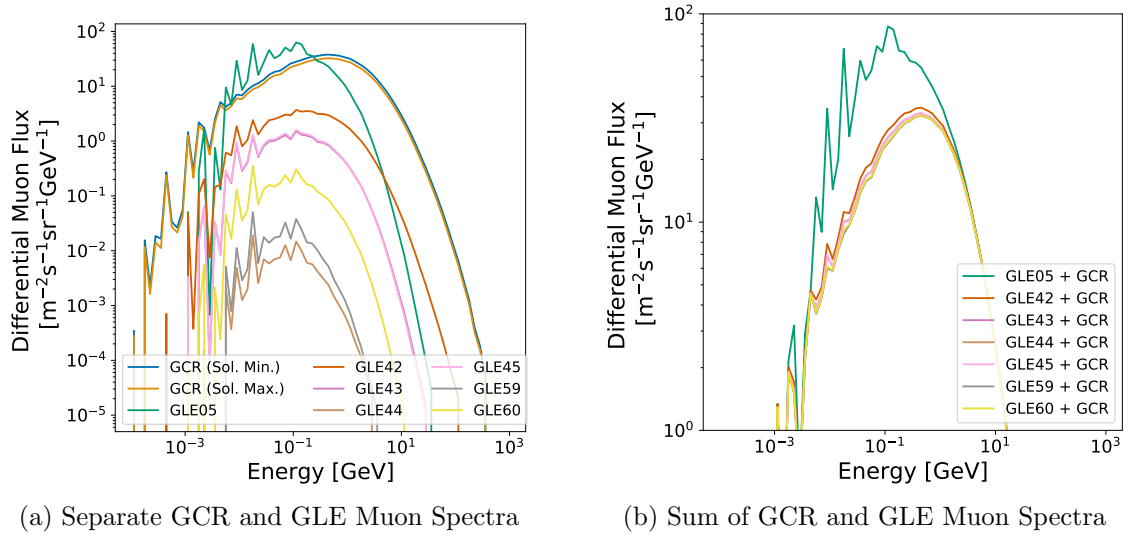 Differential Muon Flux
[m⁻²s⁻¹sr⁻¹GeV⁻¹]
10²
10¹
10⁰
10⁻¹
10⁻²
10⁻³
10⁻⁴
10⁻⁵
GCR (Sol. Min.)
GCR (Sol. Max.)
GLE05
GLE42
GLE43
GLE44
GLE45
GLE59
GLE60
10⁻³ 10⁻¹ 10¹ 10³
Energy [GeV]
(a) Separate GCR and GLE Muon Spectra
Differential Muon Flux
[m⁻²s⁻¹sr⁻¹GeV⁻¹]
10²
10¹
10⁰
GLE05 + GCR
GLE42 + GCR
GLE43 + GCR
GLE44 + GCR
GLE45 + GCR
GLE59 + GCR
GLE60 + GCR
10⁻³ 10⁻¹ 10¹ 10³
Energy [GeV]
(b) Sum of GCR and GLE Muon Spectra